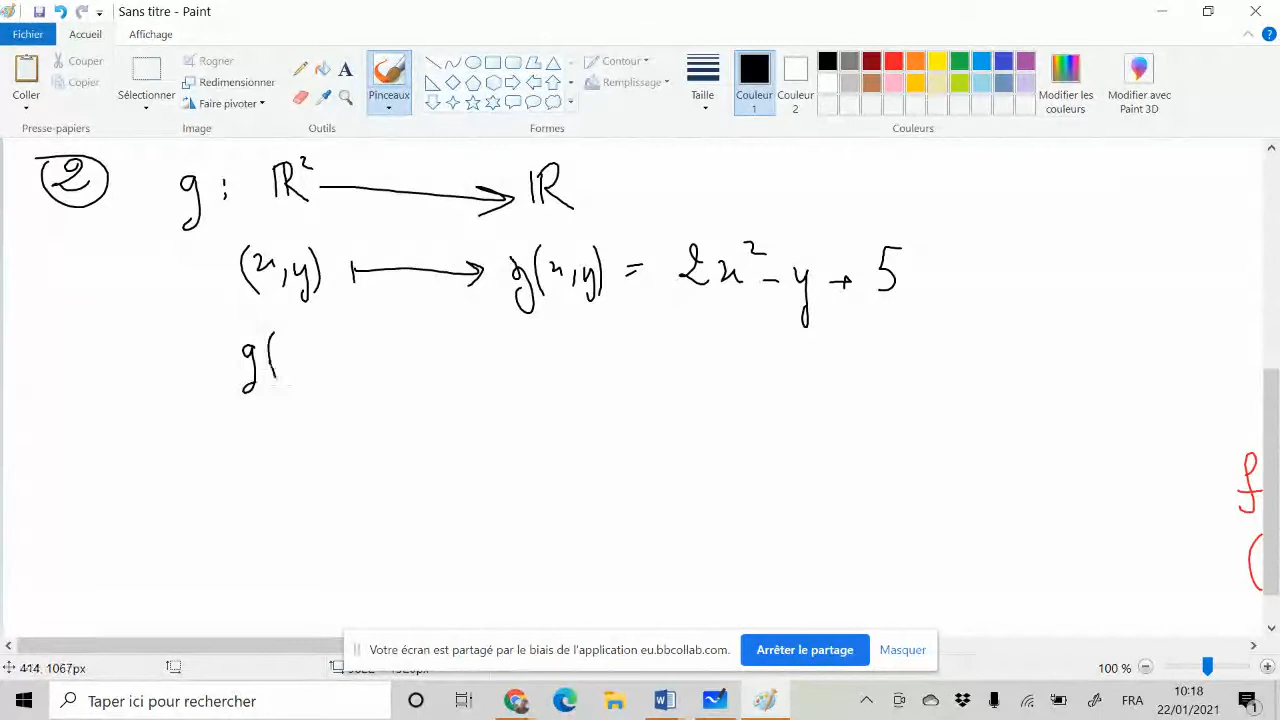 Sans titre - Paint
Fichier Accueil Affichage
Coller Couper Copier Presse-papiers
Sélectionner Rogner Redimensionner Faire pivoter Image
A Outils
Pinceaux
Contour Remplissage Formes
Taille
Couleur 1 Couleur 2 Modifier les couleurs Couleurs
Modifier avec Paint 3D
② g : ℝ² ⟶ ℝ
(x,y) ⟼ g(x,y) = 2x² - y + 5
g(
f
(
Votre écran est partagé par le biais de l'application eu.bbcollab.com. Arrêter le partage Masquer
414, 1067px 100 %
Taper ici pour rechercher FRA 10:18
22/01/2021 1